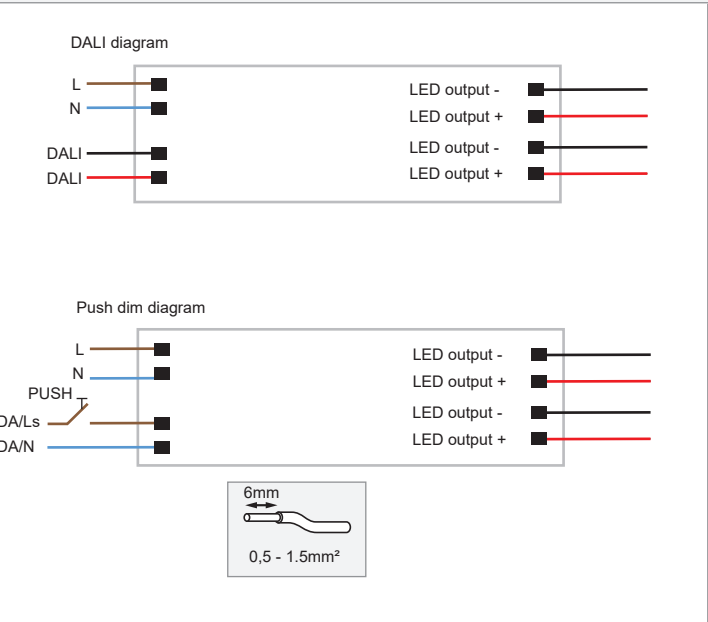 DALI diagram
L
N
DALI
DALI
LED output -
LED output +
LED output -
LED output +
Push dim diagram
L
N
PUSH
DA/Ls
DA/N
LED output -
LED output +
LED output -
LED output +
6mm
0,5 - 1.5mm²